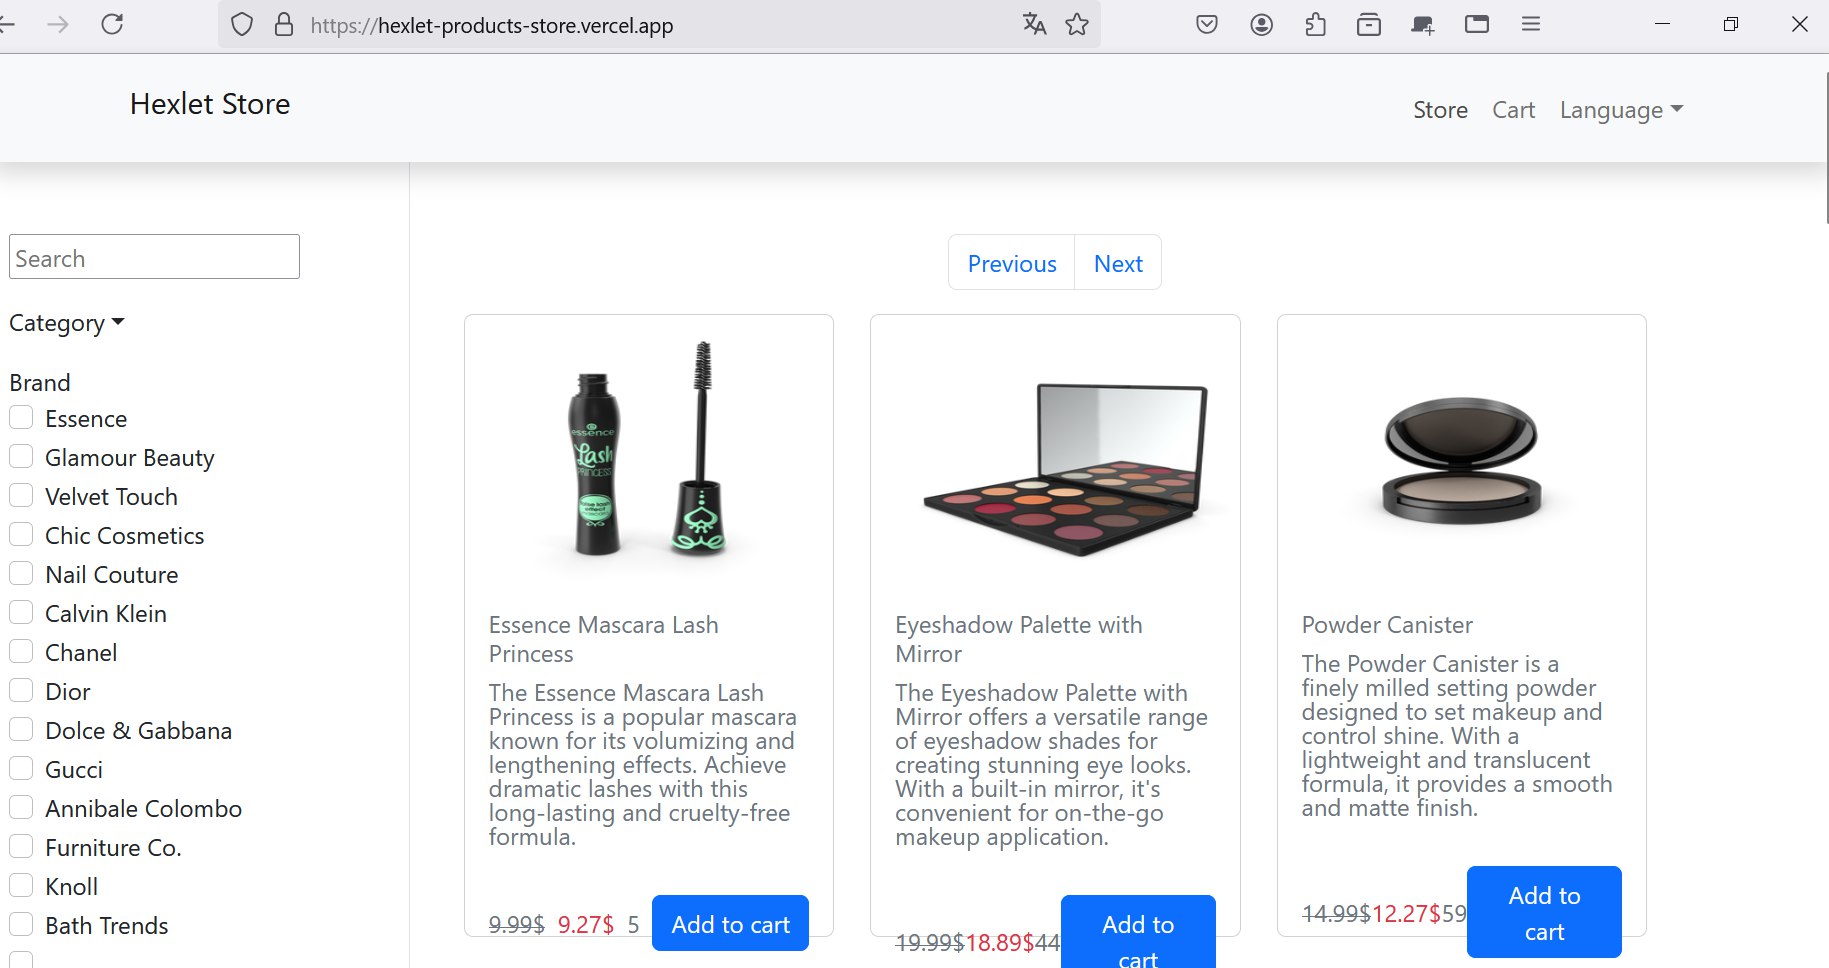 https://hexlet-products-store.vercel.app
Hexlet Store
Store
Cart
Language
Search
Category
Brand
Essence
Glamour Beauty
Velvet Touch
Chic Cosmetics
Nail Couture
Calvin Klein
Chanel
Dior
Dolce & Gabbana
Gucci
Annibale Colombo
Furniture Co.
Knoll
Bath Trends
Previous
Next
essence
Lash
PRINCESS
Essence Mascara Lash
Princess
The Essence Mascara Lash
Princess is a popular mascara
known for its volumizing and
lengthening effects. Achieve
dramatic lashes with this
long-lasting and cruelty-free
formula.
9.99$ 9.27$ 5
Add to cart
Eyeshadow Palette with
Mirror
The Eyeshadow Palette with
Mirror offers a versatile range
of eyeshadow shades for
creating stunning eye looks.
With a built-in mirror, it's
convenient for on-the-go
makeup application.
19.99$18.89$44
Add to
cart
Powder Canister
The Powder Canister is a
finely milled setting powder
designed to set makeup and
control shine. With a
lightweight and translucent
formula, it provides a smooth
and matte finish.
14.99$12.27$59
Add to
cart